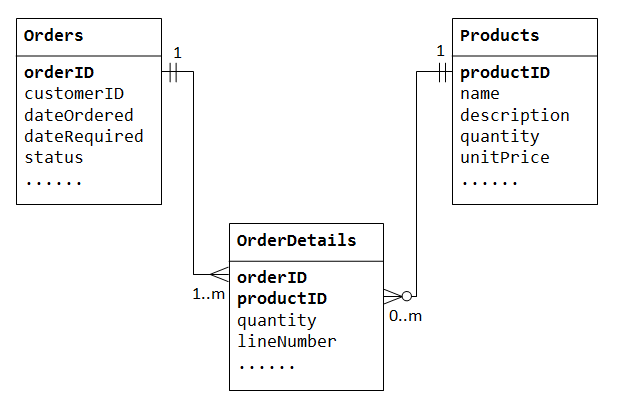 Orders
orderID
customerID
dateOrdered
dateRequired
status
......
1
1
Products
productID
name
description
quantity
unitPrice
......
OrderDetails
orderID
productID
quantity
lineNumber
......
1..m
0..m